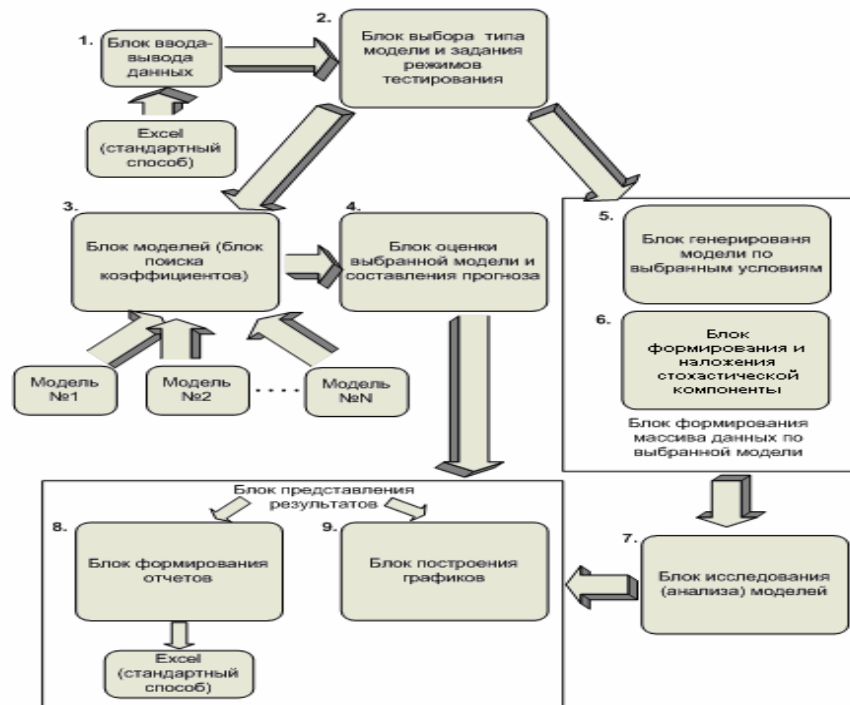 1.
Блок ввода-
вывода
данных
2.
Блок выбора типа
модели и задания
режимов
тестирования
Excel
(стандартный
способ)
3.
Блок моделей (блок
поиска
коэффициентов)
4.
Блок оценки
выбранной модели и
составления прогноза
5.
Блок генерированя
модели по
выбранным условиям
6.
Блок
формирования и
наложения
стохастической
компоненты
Блок формирования
массива данных по
выбранной модели
Модель
№1
Модель
№2
.....
Модель
№N
Блок представления
результатов
8.
Блок формирования
отчетов
9.
Блок построения
графиков
7.
Блок исследования
(анализа) моделей
Excel
(стандартный
способ)